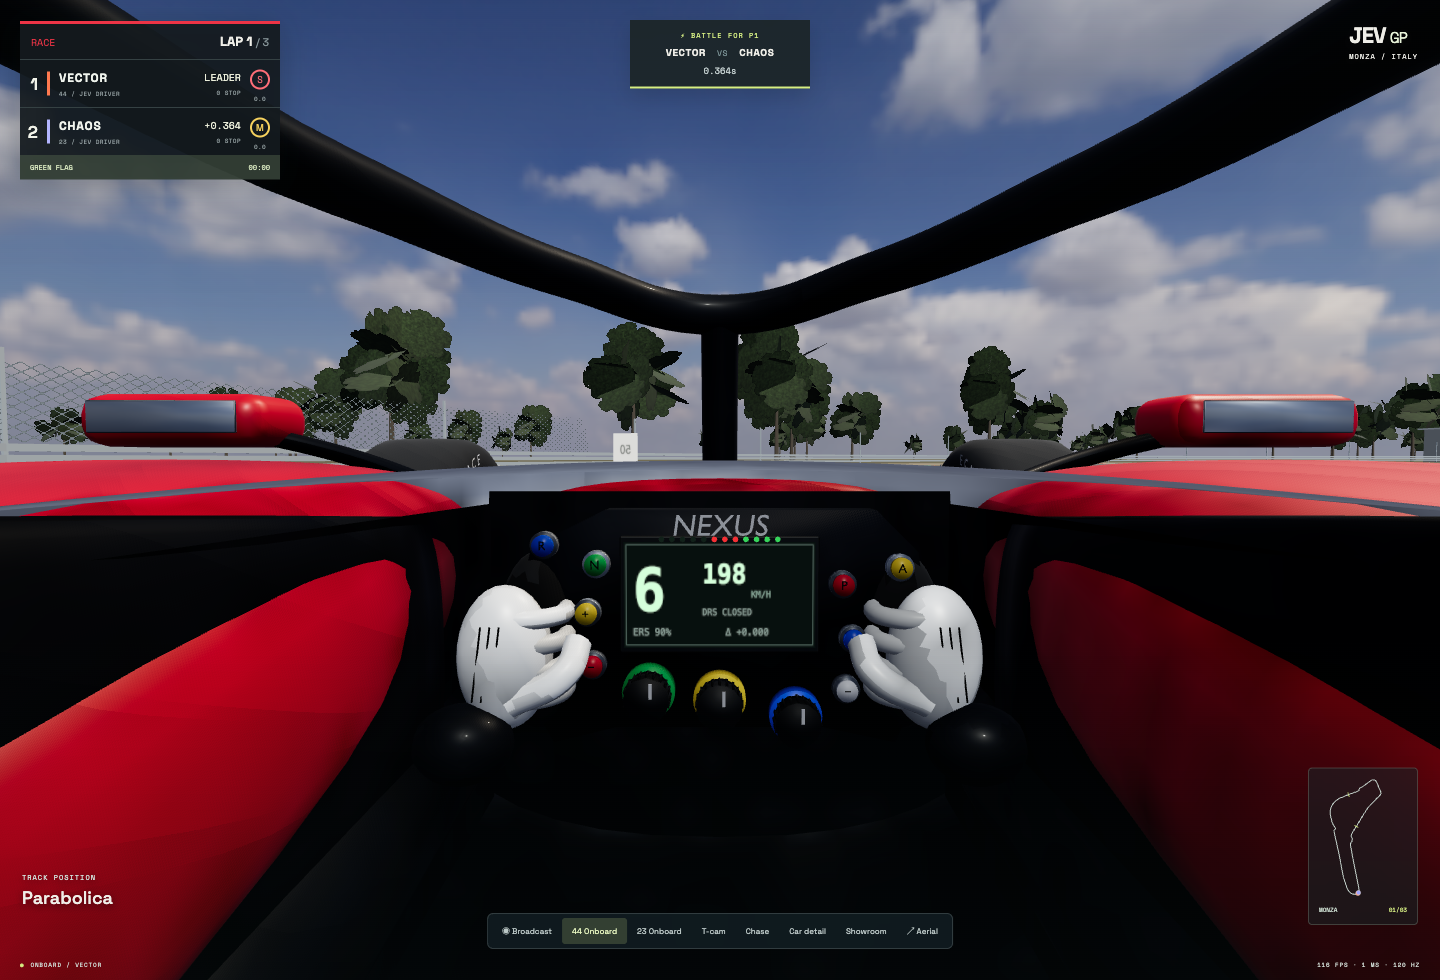 RACE
LAP 1 / 3
1 VECTOR LEADER S
44 / JEV DRIVER 0 STOP 0.0
2 CHAOS +0.364 M
23 / JEV DRIVER 0 STOP 0.0
GREEN FLAG 00:00
⚡ BATTLE FOR P1
VECTOR VS CHAOS
0.364s
JEV GP
MONZA / ITALY
50
NEXUS
R
N
+
P
A
−
6
198
KM/H
DRS CLOSED
ERS 90% Δ +0.000
TRACK POSITION
Parabolica
MONZA 01/03
Broadcast 44 Onboard 23 Onboard T-cam Chase Car detail Showroom ↗ Aerial
ONBOARD / VECTOR
116 FPS · 1 MS · 120 HZ